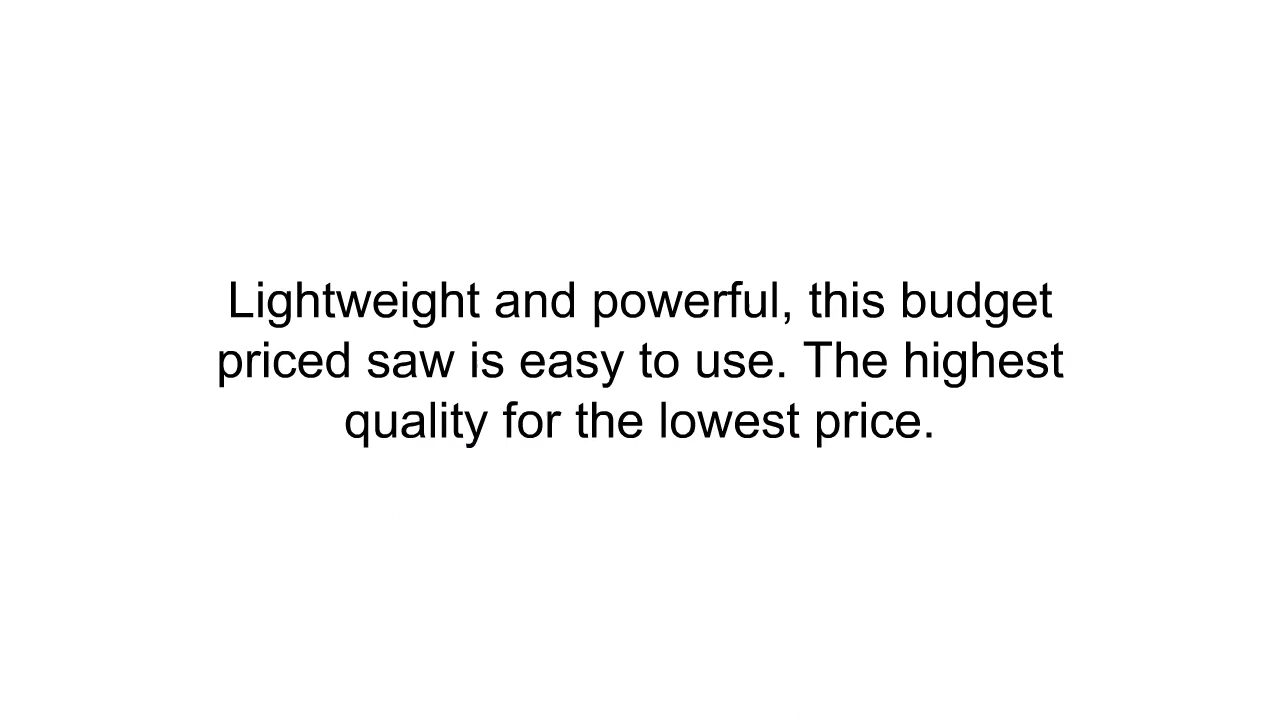 Lightweight and powerful, this budget
priced saw is easy to use. The highest
quality for the lowest price.